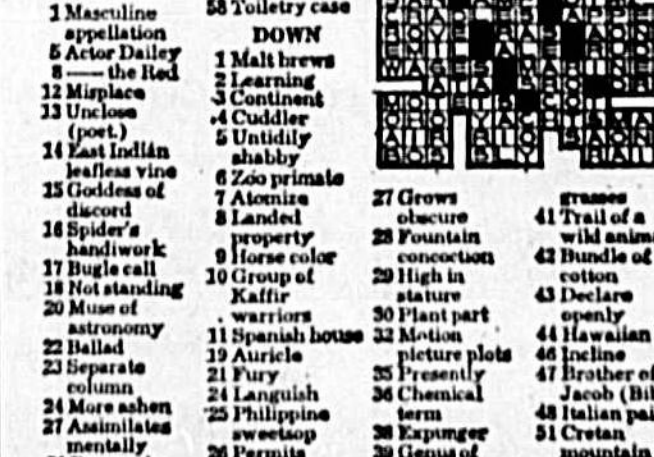 1 Masculine
appellation
5 Actor Dailey
8 —— the Red
12 Misplace
13 Unclose
(poet.)
14 East Indian
leafless vine
15 Goddess of
discord
16 Spider's
handiwork
17 Bugle call
18 Not standing
20 Muse of
astronomy
22 Ballad
23 Separate
column
24 More ashen
27 Assimilates
mentally
58 Toiletry case
DOWN
1 Malt brews
2 Learning
3 Continent
4 Cuddler
5 Untidily
shabby
6 Zoo primate
7 Atomize
8 Landed
property
9 Horse color
10 Group of
Kaffir
warriors
11 Spanish house
19 Auricle
21 Fury
24 Languish
25 Philippine
sweetsop
26 Permits
27 Grows
obscure
28 Fountain
concoction
29 High in
stature
30 Plant part
32 Motion
picture plots
35 Presently
36 Chemical
term
38 Expunger
39 Genus of
grasses
41 Trail of a
wild anima
42 Bundle of
cotton
43 Declare
openly
44 Hawaiian
46 Incline
47 Brother of
Jacob (Bib
48 Italian pai
51 Cretan
mountain